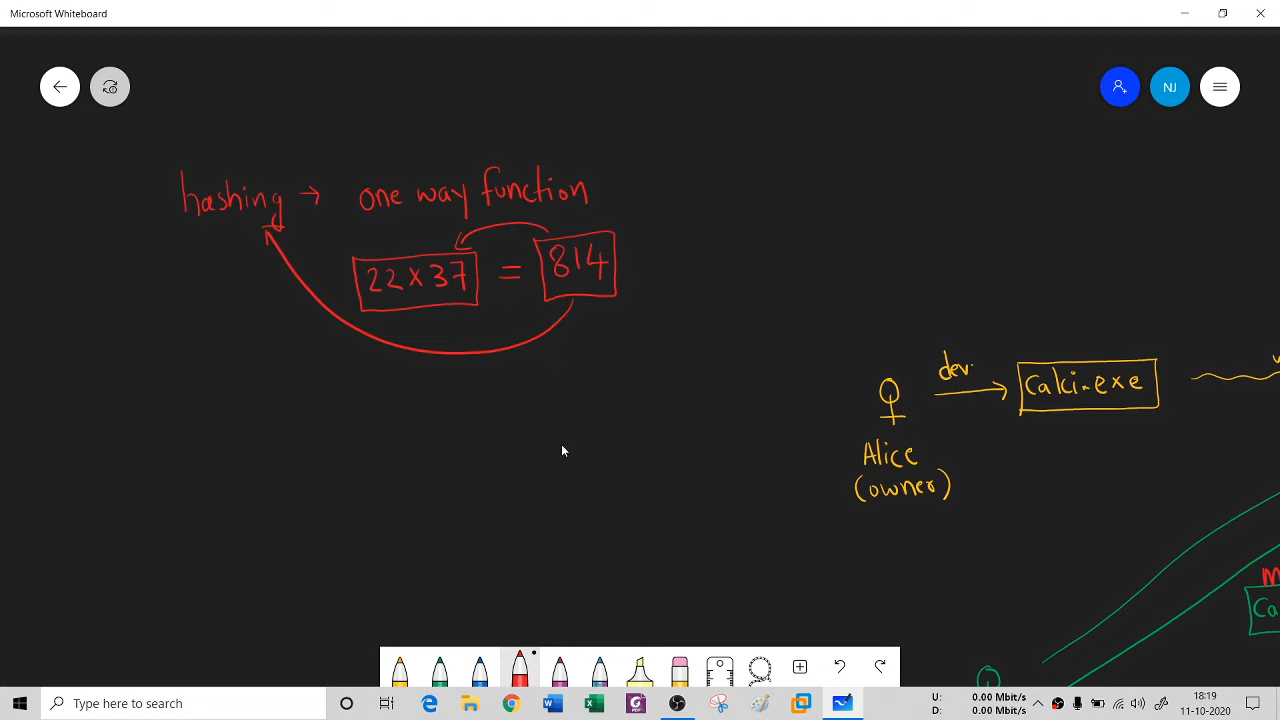 Microsoft Whiteboard
NJ
hashing → one way function
22 x 37 = 814
dev.
calci.exe
Alice
(owner)
Ca
Type here to search
U: 0.00 Mbit/s
D: 0.00 Mbit/s
18:19
11-10-2020